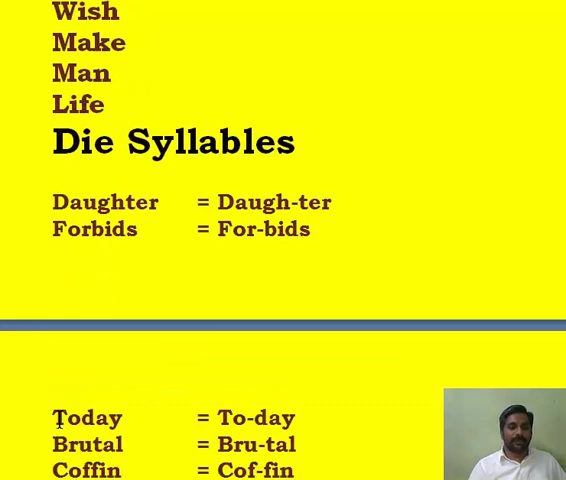 Wish
Make
Man
Life
Die Syllables
Daughter = Daugh-ter
Forbids = For-bids
Today = To-day
Brutal = Bru-tal
Coffin = Cof-fin